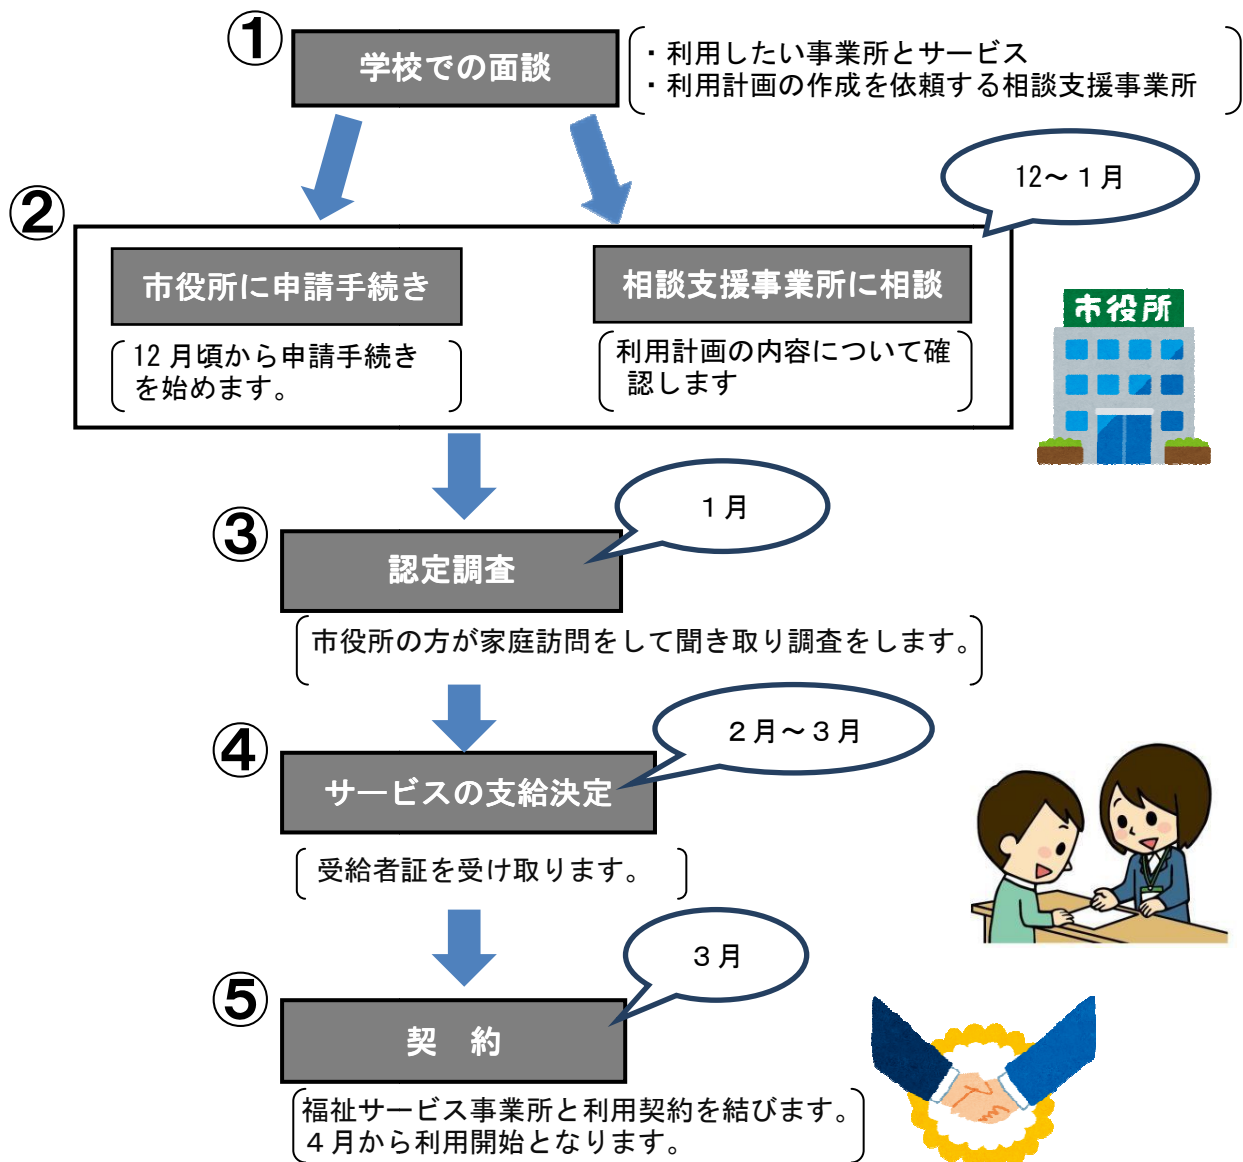 ①
学校での面談
・利用したい事業所とサービス
・利用計画の作成を依頼する相談支援事業所
12～1月
②
市役所に申請手続き
12月頃から申請手続き
を始めます。
相談支援事業所に相談
利用計画の内容について確
認します
市役所
1月
③
認定調査
市役所の方が家庭訪問をして聞き取り調査をします。
2月～3月
④
サービスの支給決定
受給者証を受け取ります。
3月
⑤
契　約
福祉サービス事業所と利用契約を結びます。
４月から利用開始となります。